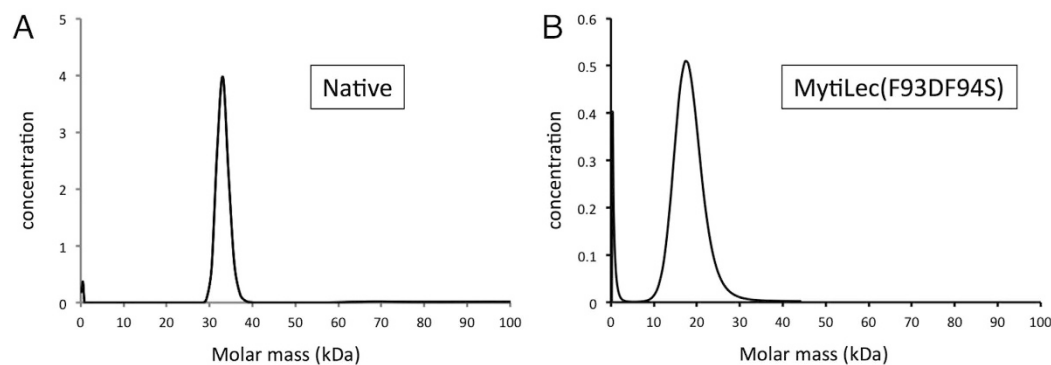 A
Native
concentration
5
4
3
2
1
0
0 10 20 30 40 50 60 70 80 90 100
Molar mass (kDa)
B
MytiLec(F93DF94S)
concentration
0.6
0.5
0.4
0.3
0.2
0.1
0
0 10 20 30 40 50 60 70 80 90 100
Molar mass (kDa)